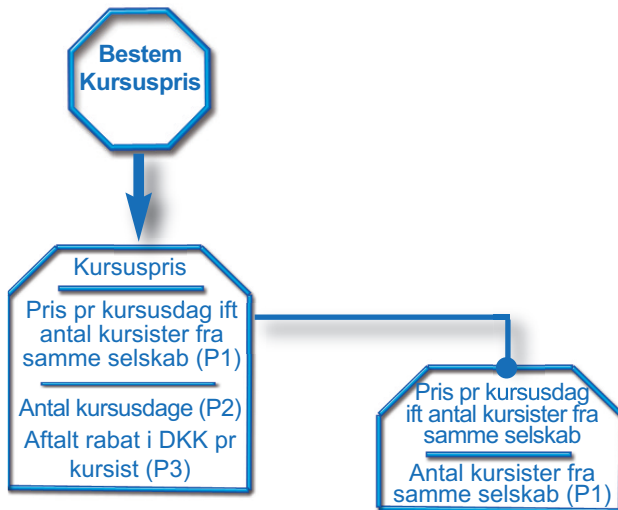 Bestem
Kursuspris
Kursuspris
Pris pr kursusdag ift
antal kursister fra
samme selskab (P1)
Antal kursusdage (P2)
Aftalt rabat i DKK pr
kursist (P3)
Pris pr kursusdag
ift antal kursister fra
samme selskab
Antal kursister fra
samme selskab (P1)